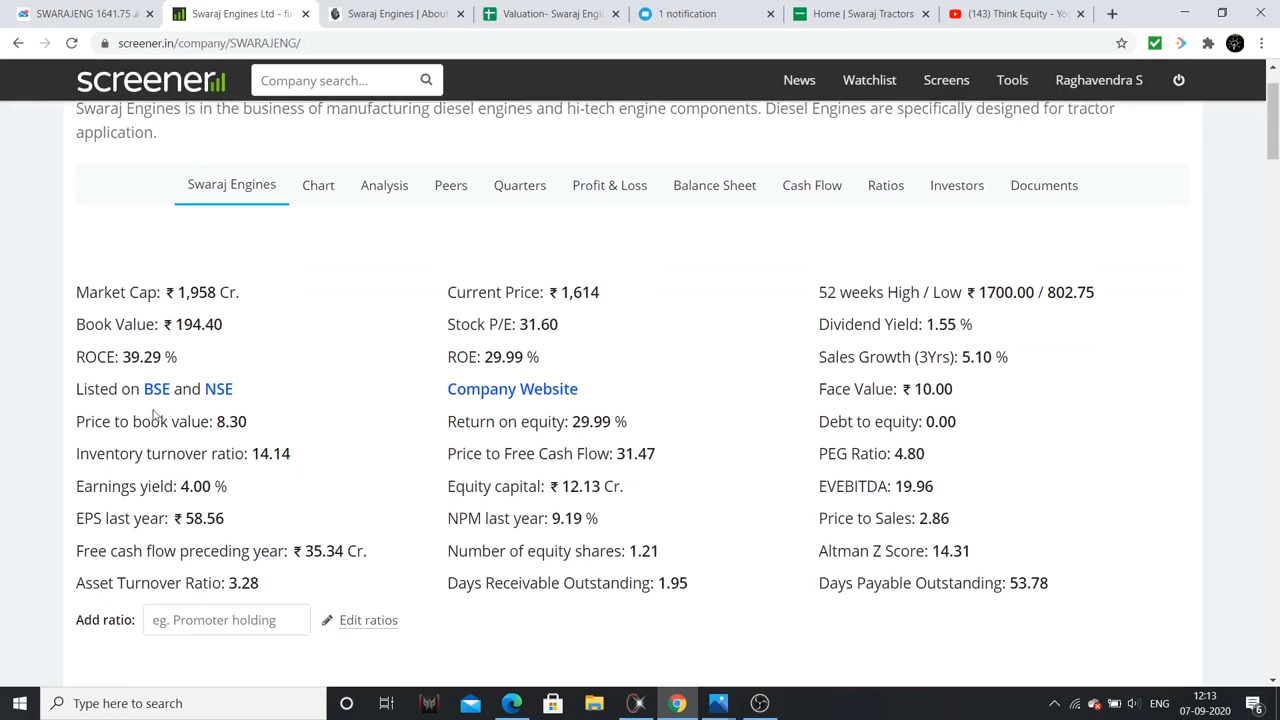 SWARAJENG 1641.75
Swaraj Engines Ltd - fin
Swaraj Engines | About
Valuation- Swaraj Engi
1 notification
Home | Swaraj Tractors
(143) Think Equity - Yo
screener.in/company/SWARAJENG/
screener
Company search...
News
Watchlist
Screens
Tools
Raghavendra S
Swaraj Engines is in the business of manufacturing diesel engines and hi-tech engine components. Diesel Engines are specifically designed for tractor
application.
Swaraj Engines
Chart
Analysis
Peers
Quarters
Profit & Loss
Balance Sheet
Cash Flow
Ratios
Investors
Documents
Market Cap: ₹ 1,958 Cr.
Current Price: ₹ 1,614
52 weeks High / Low ₹ 1700.00 / 802.75
Book Value: ₹ 194.40
Stock P/E: 31.60
Dividend Yield: 1.55 %
ROCE: 39.29 %
ROE: 29.99 %
Sales Growth (3Yrs): 5.10 %
Listed on BSE and NSE
Company Website
Face Value: ₹ 10.00
Price to book value: 8.30
Return on equity: 29.99 %
Debt to equity: 0.00
Inventory turnover ratio: 14.14
Price to Free Cash Flow: 31.47
PEG Ratio: 4.80
Earnings yield: 4.00 %
Equity capital: ₹ 12.13 Cr.
EVEBITDA: 19.96
EPS last year: ₹ 58.56
NPM last year: 9.19 %
Price to Sales: 2.86
Free cash flow preceding year: ₹ 35.34 Cr.
Number of equity shares: 1.21
Altman Z Score: 14.31
Asset Turnover Ratio: 3.28
Days Receivable Outstanding: 1.95
Days Payable Outstanding: 53.78
Add ratio:
eg. Promoter holding
Edit ratios
Type here to search
ENG
12:13
07-09-2020
6